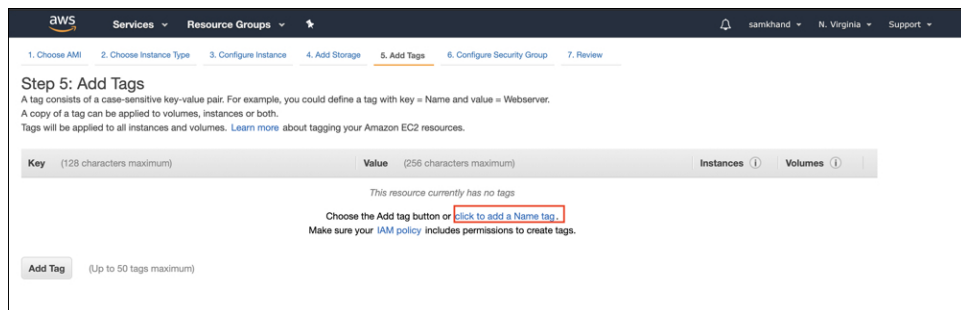 aws Services Resource Groups samkhand N. Virginia Support
1. Choose AMI 2. Choose Instance Type 3. Configure Instance 4. Add Storage 5. Add Tags 6. Configure Security Group 7. Review
Step 5: Add Tags
A tag consists of a case-sensitive key-value pair. For example, you could define a tag with key = Name and value = Webserver.
A copy of a tag can be applied to volumes, instances or both.
Tags will be applied to all instances and volumes. Learn more about tagging your Amazon EC2 resources.
Key (128 characters maximum) Value (256 characters maximum) Instances i Volumes i
This resource currently has no tags
Choose the Add tag button or click to add a Name tag.
Make sure your IAM policy includes permissions to create tags.
Add Tag (Up to 50 tags maximum)